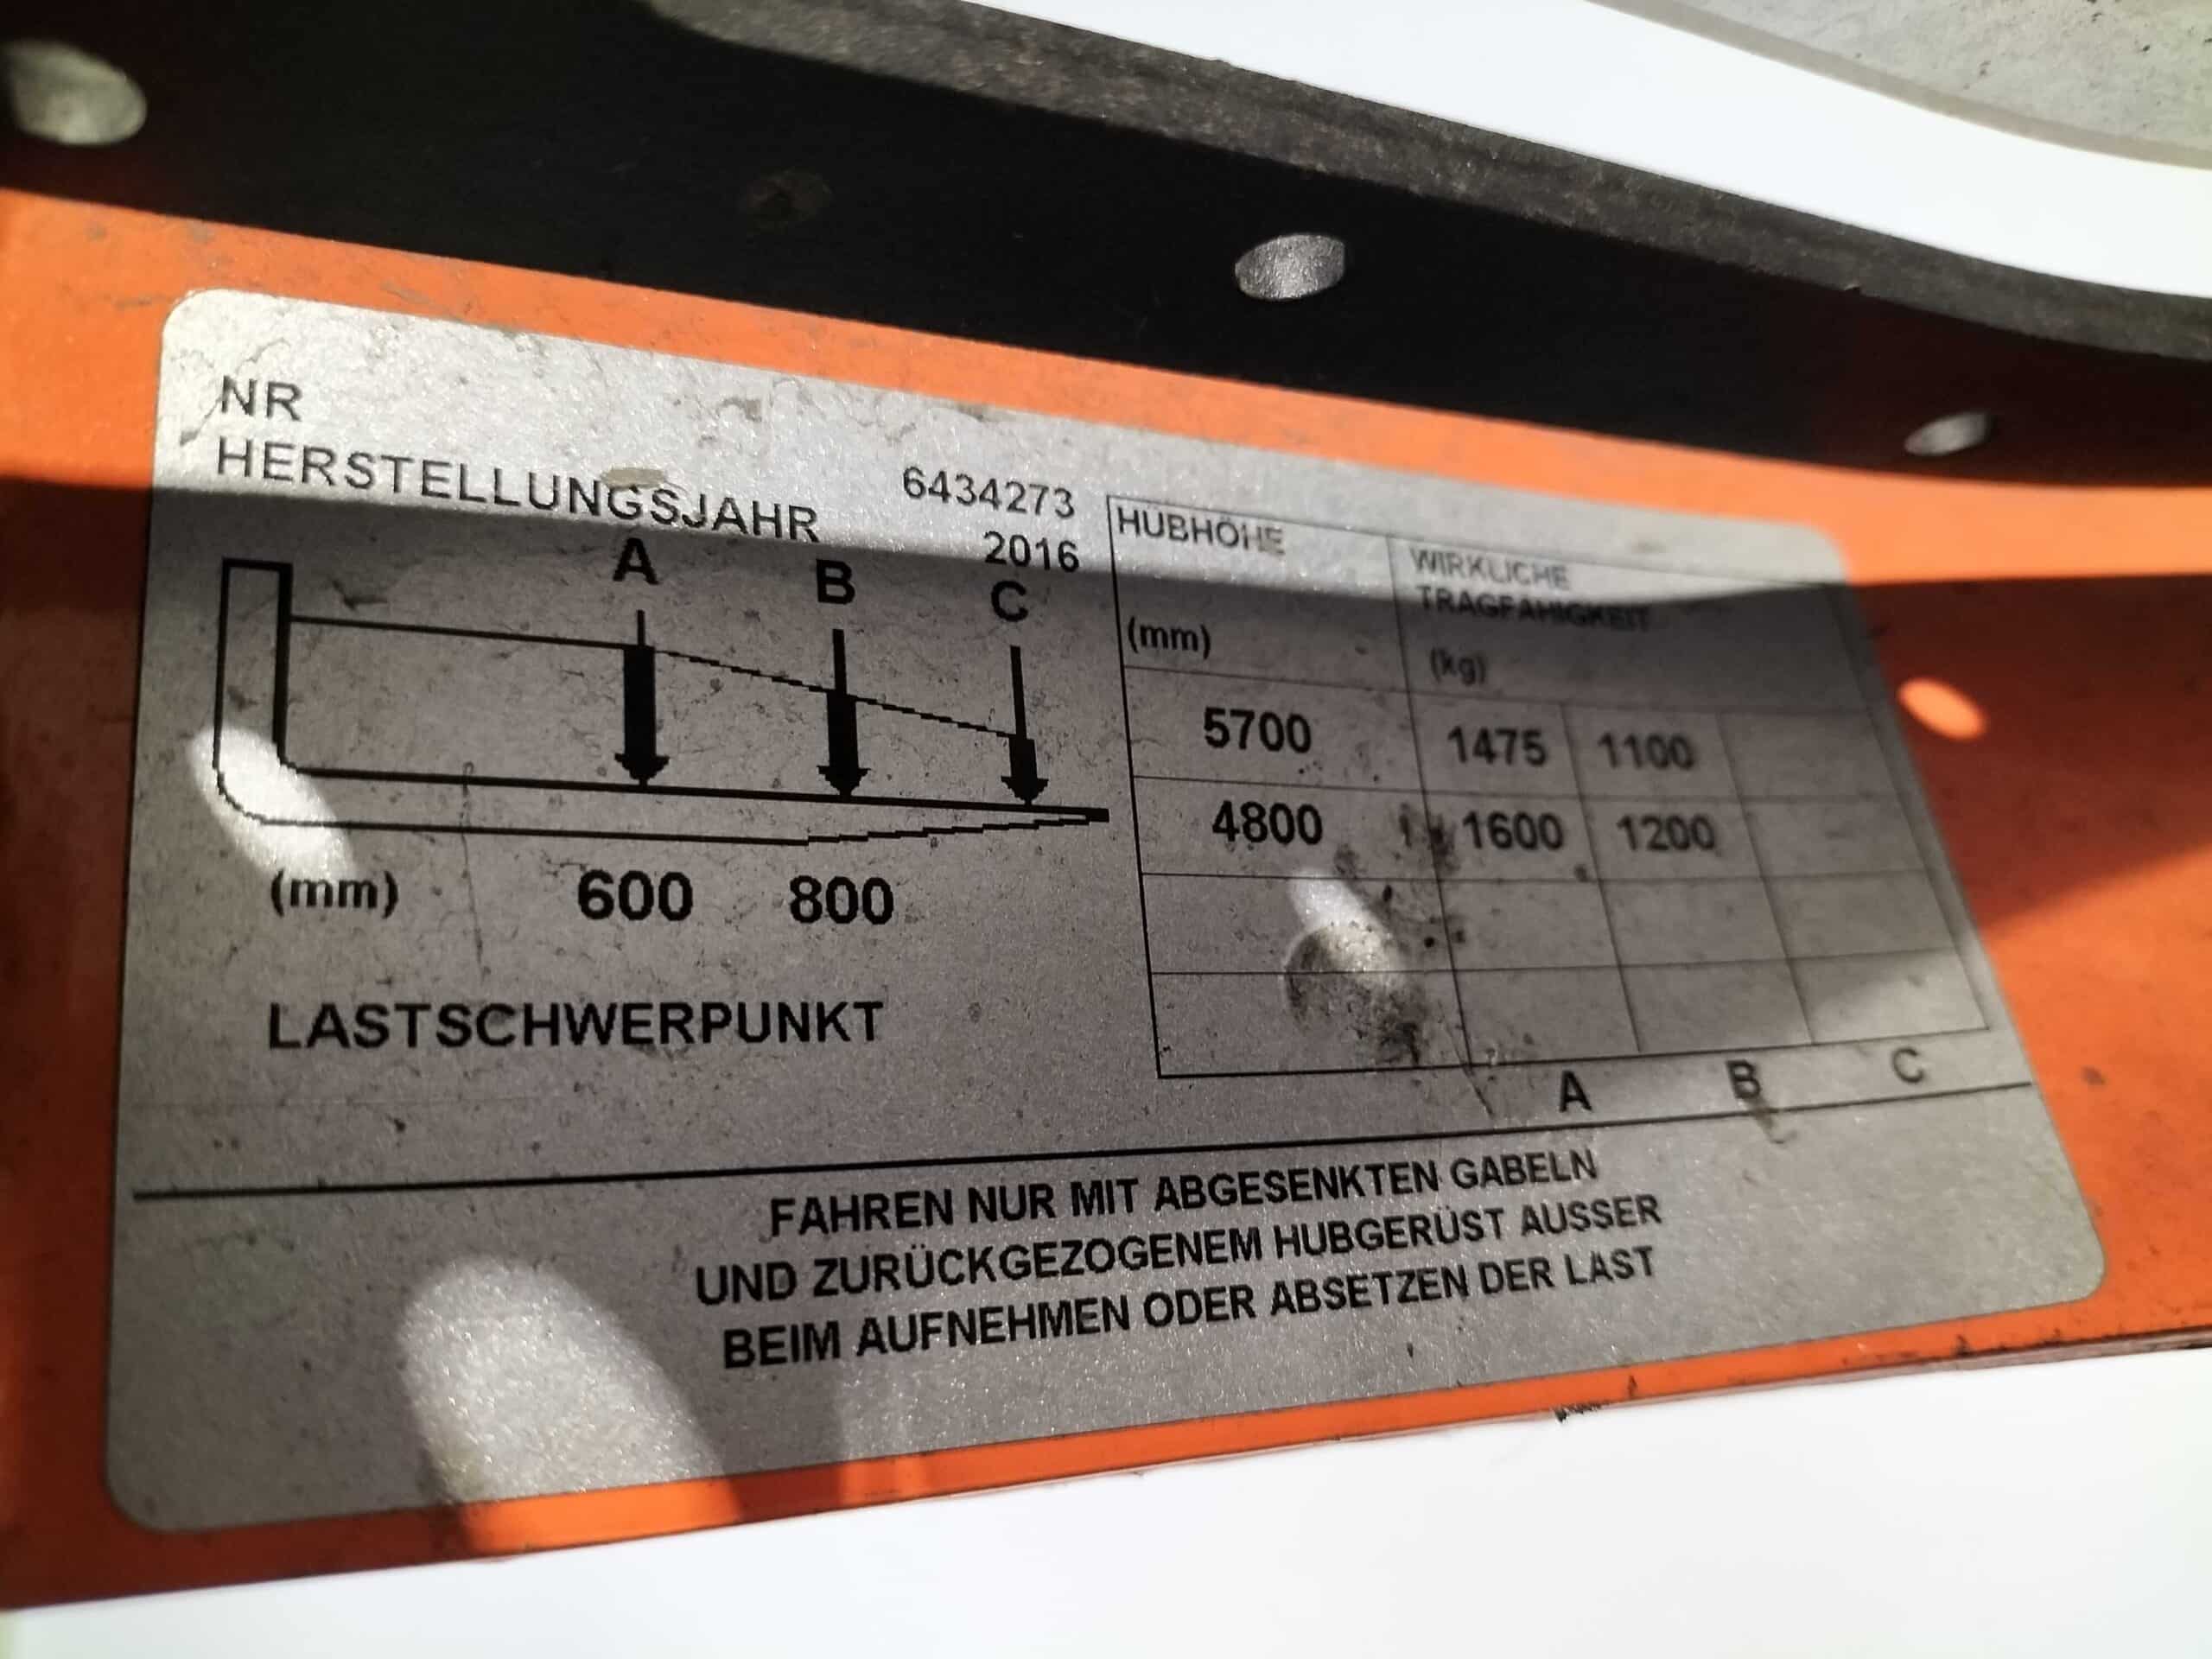 NR 6434273
HERSTELLUNGSJAHR 2016
A B C
(mm) 600 800
LASTSCHWERPUNKT
HUBHÖHE WIRKLICHE
TRAGFÄHIGKEIT
(mm) (kg)
5700 1475 1100
4800 1600 1200
A B C
FAHREN NUR MIT ABGESENKTEN GABELN
UND ZURÜCKGEZOGENEM HUBGERÜST AUSSER
BEIM AUFNEHMEN ODER ABSETZEN DER LAST